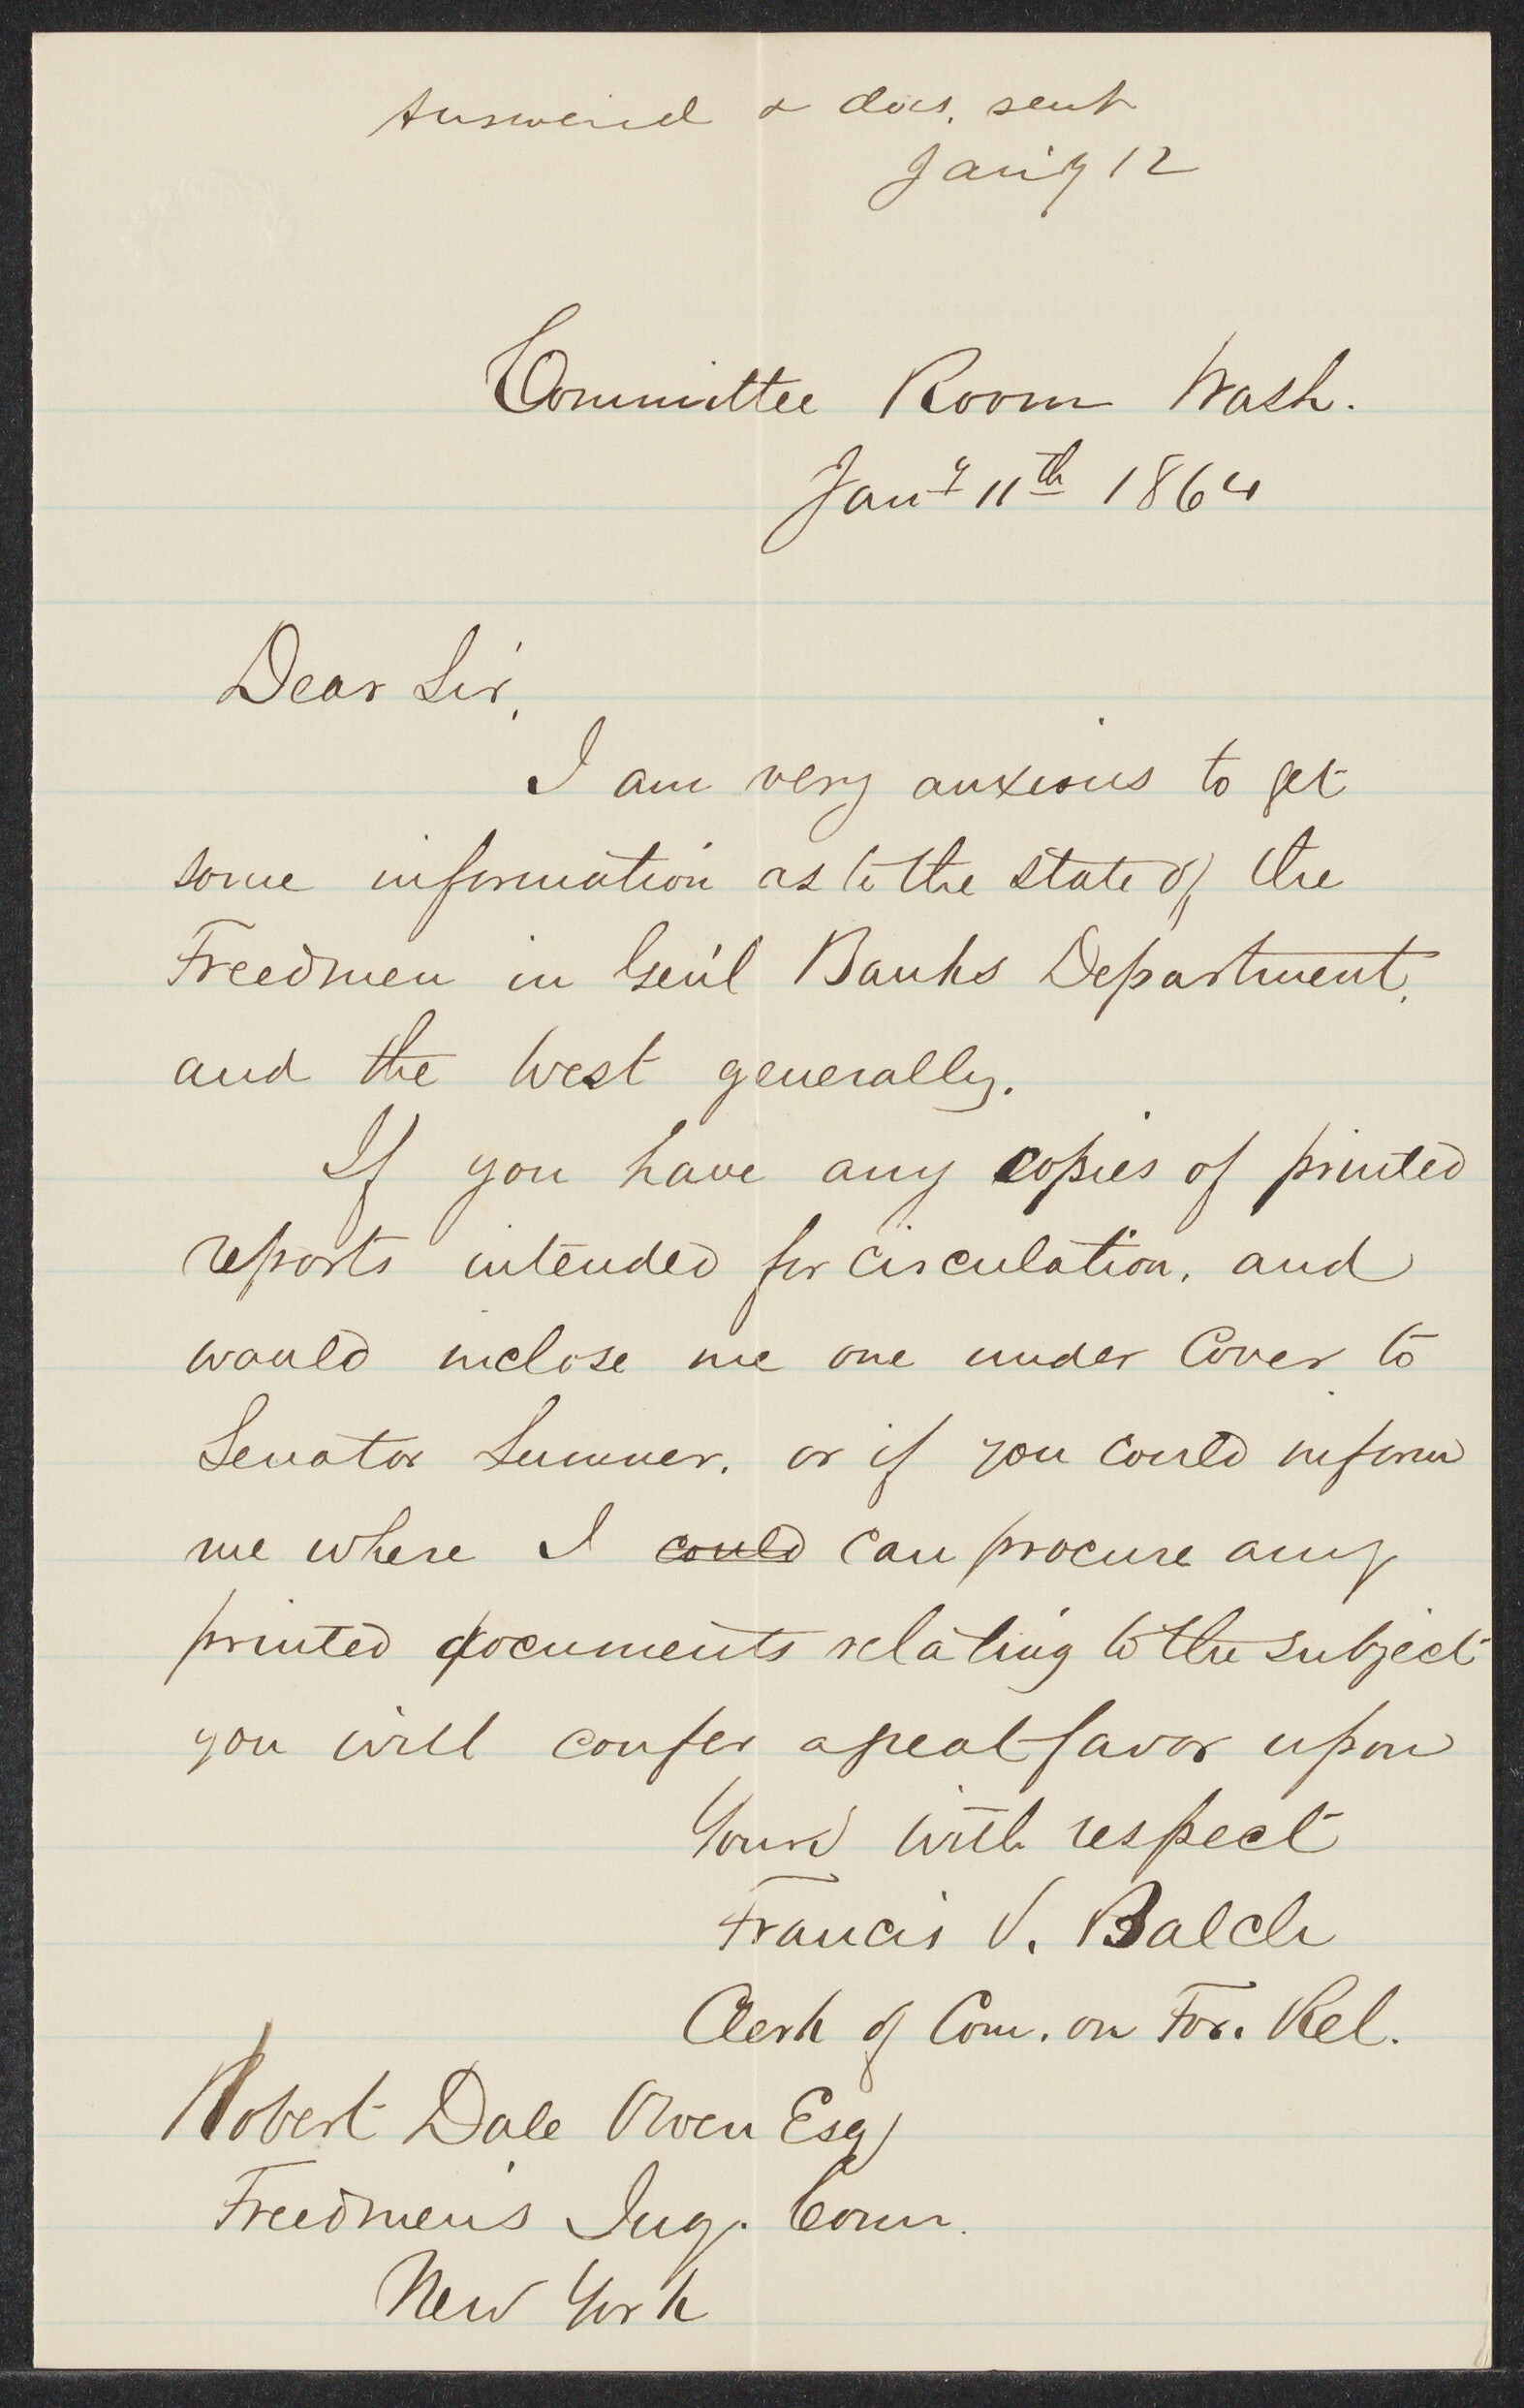 Answered & docs. sent
Jan'y 12
Committee Room Wash.
Jany 11th 1864
Dear Sir,
I am very anxious to get
some information as to the state of the
Freedmen in Gen'l Banks Department,
and the West generally.
If you have any copies of printed
reports intended for circulation, and
would inclose me one under cover to
Senator Sumner, or if you could inform
me where I could can procure any
printed documents relating to the subject
you will confer a great favor upon
Yours with respect
Francis V. Balch
Clerk of Com. on For. Rel.
Robert Dale Owen Esq
Freedmen's Inq. Com.
New York